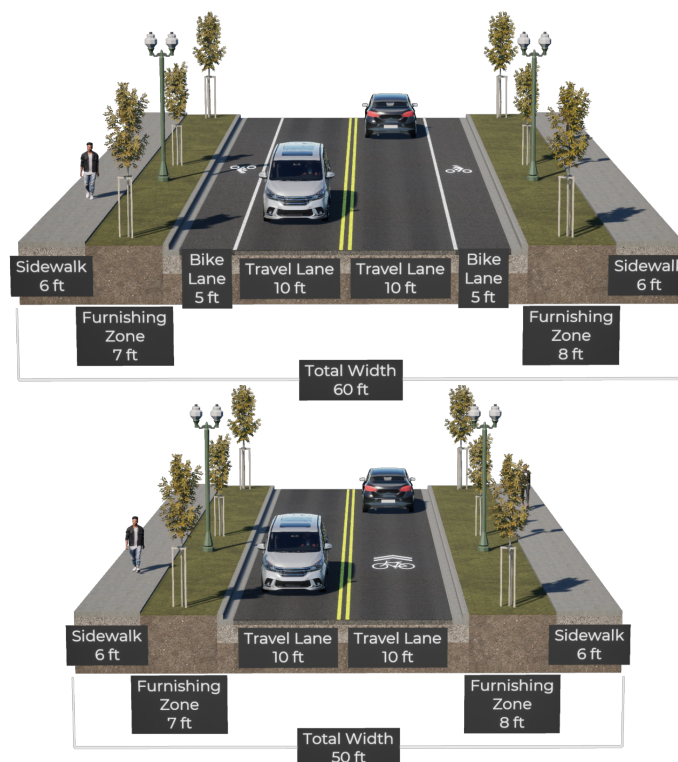 Sidewalk
6 ft
Furnishing
Zone
7 ft
Bike
Lane
5 ft
Travel Lane
10 ft
Travel Lane
10 ft
Bike
Lane
5 ft
Furnishing
Zone
8 ft
Sidewalk
6 ft
Total Width
60 ft
Sidewalk
6 ft
Furnishing
Zone
7 ft
Travel Lane
10 ft
Travel Lane
10 ft
Furnishing
Zone
8 ft
Sidewalk
6 ft
Total Width
50 ft